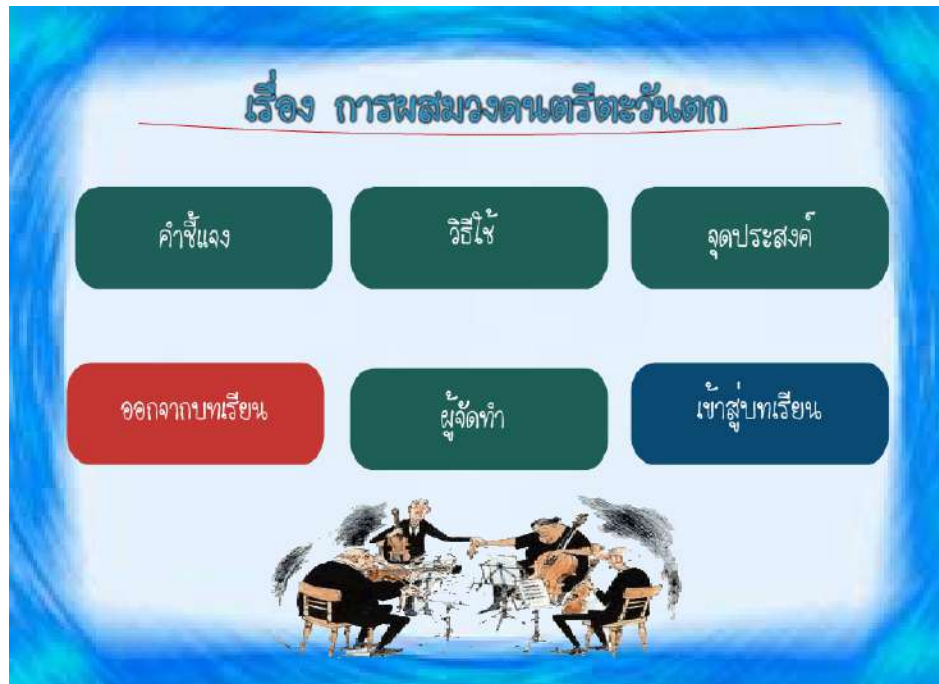 เรื่อง การผสมวงดนตรีตะวันตก
คำชี้แจง
วิธีใช้
จุดประสงค์
ออกจากบทเรียน
ผู้จัดทำ
เข้าสู่บทเรียน